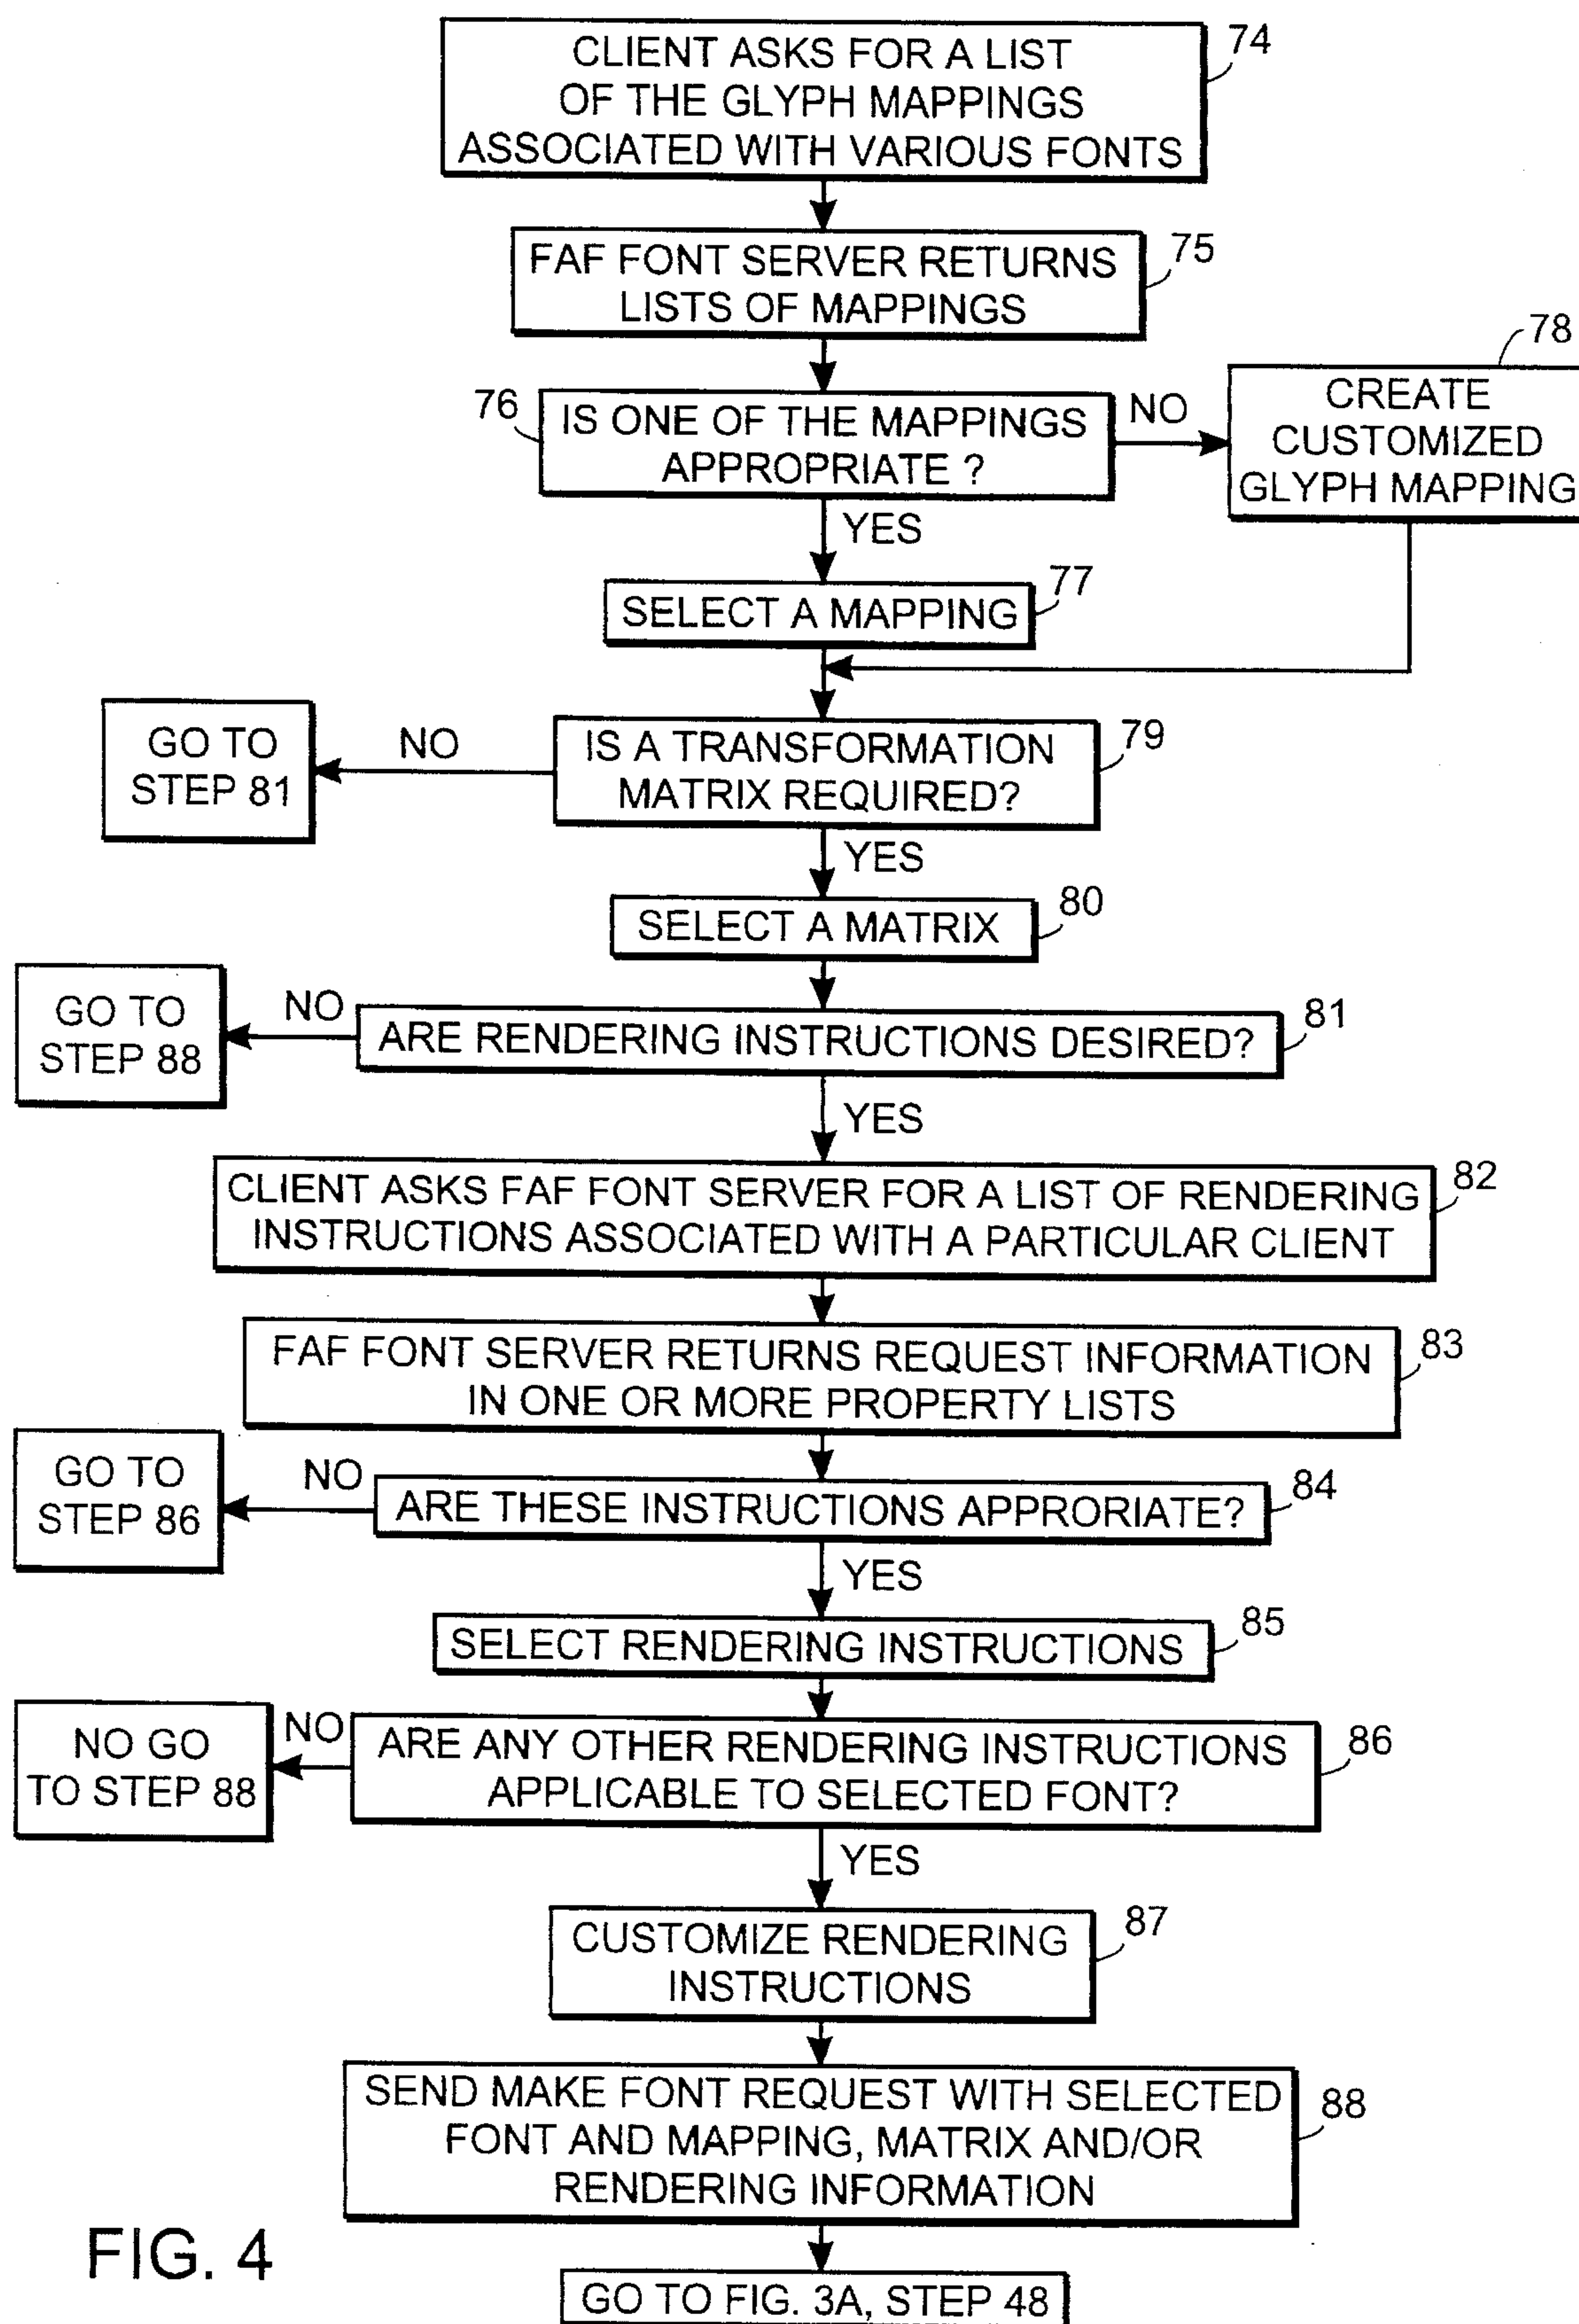 CLIENT ASKS FOR A LIST
OF THE GLYPH MAPPINGS
ASSOCIATED WITH VARIOUS FONTS
74
FAF FONT SERVER RETURNS
LISTS OF MAPPINGS
75
76
IS ONE OF THE MAPPINGS
APPROPRIATE ?
NO
78
CREATE
CUSTOMIZED
GLYPH MAPPING
YES
SELECT A MAPPING
77
IS A TRANSFORMATION
MATRIX REQUIRED?
79
NO
GO TO
STEP 81
YES
SELECT A MATRIX
80
ARE RENDERING INSTRUCTIONS DESIRED?
81
NO
GO TO
STEP 88
YES
CLIENT ASKS FAF FONT SERVER FOR A LIST OF RENDERING
INSTRUCTIONS ASSOCIATED WITH A PARTICULAR CLIENT
82
FAF FONT SERVER RETURNS REQUEST INFORMATION
IN ONE OR MORE PROPERTY LISTS
83
ARE THESE INSTRUCTIONS APPRORIATE?
84
NO
GO TO
STEP 86
YES
SELECT RENDERING INSTRUCTIONS
85
ARE ANY OTHER RENDERING INSTRUCTIONS
APPLICABLE TO SELECTED FONT?
86
NO
NO GO
TO STEP 88
YES
CUSTOMIZE RENDERING
INSTRUCTIONS
87
SEND MAKE FONT REQUEST WITH SELECTED
FONT AND MAPPING, MATRIX AND/OR
RENDERING INFORMATION
88
GO TO FIG. 3A, STEP 48
FIG. 4